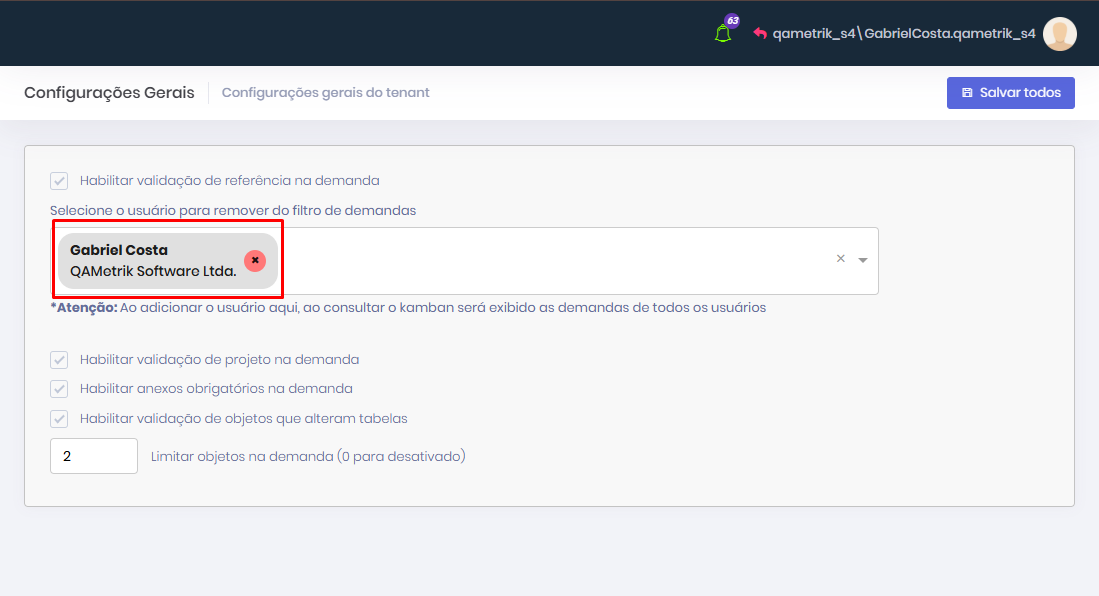 63
qametrik_s4\GabrielCosta.qametrik_s4
Configurações Gerais
Configurações gerais do tenant
Salvar todos
Habilitar validação de referência na demanda
Selecione o usuário para remover do filtro de demandas
Gabriel Costa
QAMetrik Software Ltda.
*Atenção: Ao adicionar o usuário aqui, ao consultar o kamban será exibido as demandas de todos os usuários
Habilitar validação de projeto na demanda
Habilitar anexos obrigatórios na demanda
Habilitar validação de objetos que alteram tabelas
2
Limitar objetos na demanda (0 para desativado)